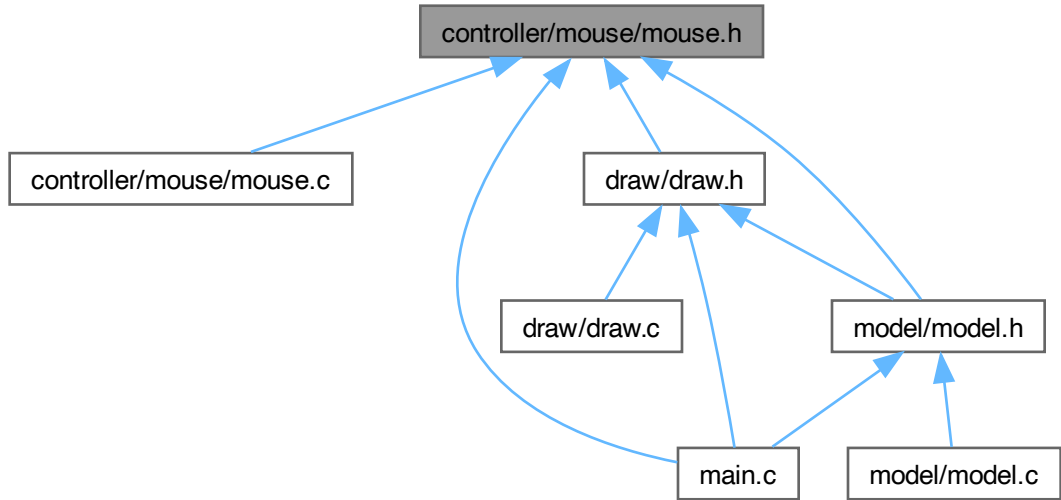 controller/mouse/mouse.h
controller/mouse/mouse.c
draw/draw.h
draw/draw.c
model/model.h
main.c
model/model.c